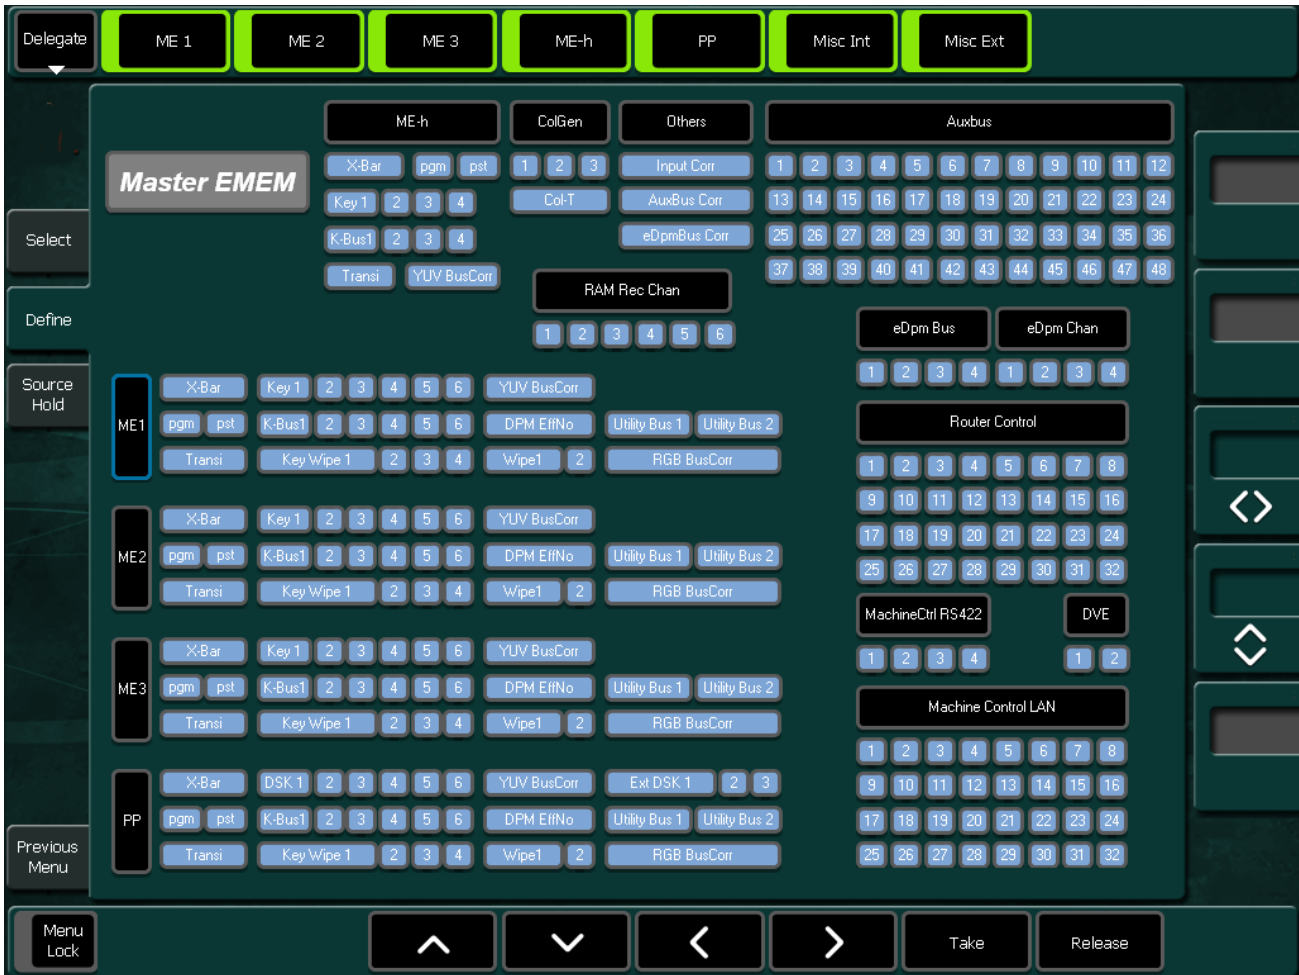 Delegate ME 1 ME 2 ME 3 ME-h PP Misc Int Misc Ext
ME-h ColGen Others Auxbus
Master EMEM
X-Bar pgm pst 1 2 3 Input Corr 1 2 3 4 5 6 7 8 9 10 11 12
Key 1 2 3 4 Col-T AuxBus Corr 13 14 15 16 17 18 19 20 21 22 23 24
Select
K-Bus1 2 3 4 eDpmBus Corr 25 26 27 28 29 30 31 32 33 34 35 36
Transi YUV BusCorr 37 38 39 40 41 42 43 44 45 46 47 48
RAM Rec Chan
Define
1 2 3 4 5 6 eDpm Bus eDpm Chan
1 2 3 4 1 2 3 4
Source
Hold
ME1
X-Bar Key 1 2 3 4 5 6 YUV BusCorr
pgm pst K-Bus1 2 3 4 5 6 DPM EffNo Utility Bus 1 Utility Bus 2
Transi Key Wipe 1 2 3 4 Wipe1 2 RGB BusCorr
Router Control
1 2 3 4 5 6 7 8
9 10 11 12 13 14 15 16
17 18 19 20 21 22 23 24
25 26 27 28 29 30 31 32
ME2
X-Bar Key 1 2 3 4 5 6 YUV BusCorr
pgm pst K-Bus1 2 3 4 5 6 DPM EffNo Utility Bus 1 Utility Bus 2
Transi Key Wipe 1 2 3 4 Wipe1 2 RGB BusCorr
MachineCtrl RS422 DVE
1 2 3 4 1 2
ME3
X-Bar Key 1 2 3 4 5 6 YUV BusCorr
pgm pst K-Bus1 2 3 4 5 6 DPM EffNo Utility Bus 1 Utility Bus 2
Transi Key Wipe 1 2 3 4 Wipe1 2 RGB BusCorr
Machine Control LAN
1 2 3 4 5 6 7 8
9 10 11 12 13 14 15 16
17 18 19 20 21 22 23 24
25 26 27 28 29 30 31 32
PP
X-Bar DSK 1 2 3 4 5 6 YUV BusCorr Ext DSK 1 2 3
pgm pst K-Bus1 2 3 4 5 6 DPM EffNo Utility Bus 1 Utility Bus 2
Transi Key Wipe 1 2 3 4 Wipe1 2 RGB BusCorr
Previous
Menu
Menu
Lock
Take Release